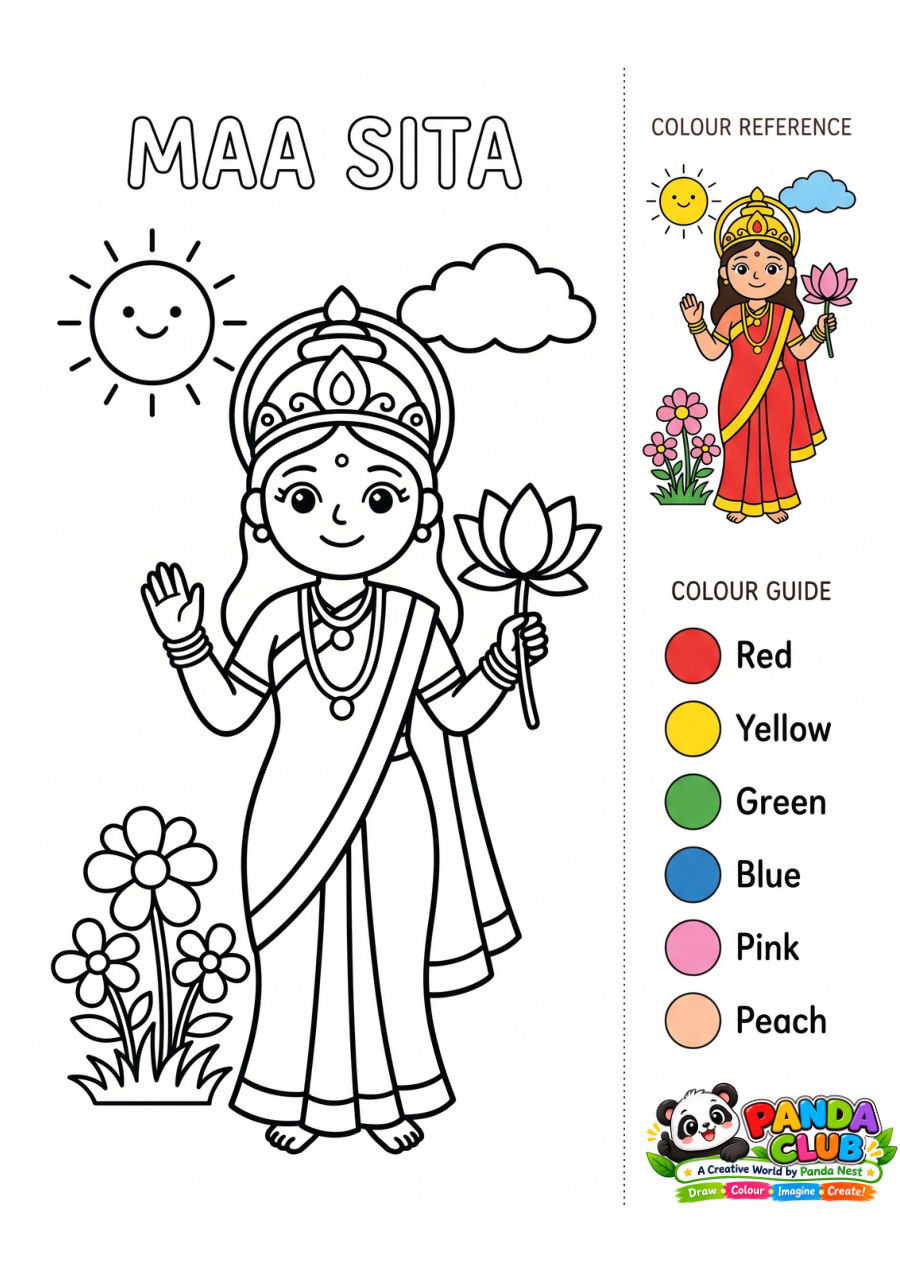 MAA SITA
COLOUR REFERENCE
COLOUR GUIDE
Red
Yellow
Green
Blue
Pink
Peach
PANDA
CLUB
A Creative World by Panda Nest
Draw • Colour • Imagine • Create!